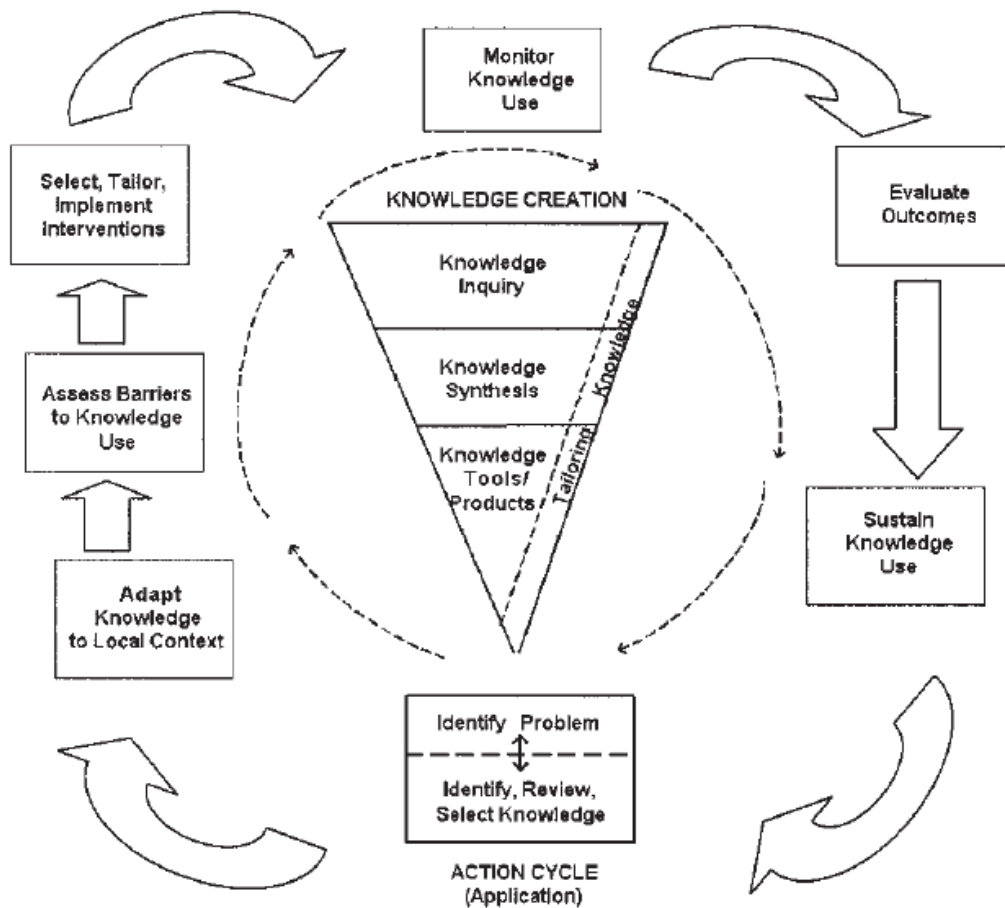 Monitor
Knowledge
Use
Select, Tailor,
Implement
Interventions
KNOWLEDGE CREATION
Evaluate
Outcomes
Knowledge
Inquiry
Knowledge
Synthesis
Knowledge
Tools/
Products
Tailoring Knowledge
Assess Barriers
to Knowledge
Use
Sustain
Knowledge
Use
Adapt
Knowledge
to Local Context
Identify Problem
Identify, Review,
Select Knowledge
ACTION CYCLE
(Application)